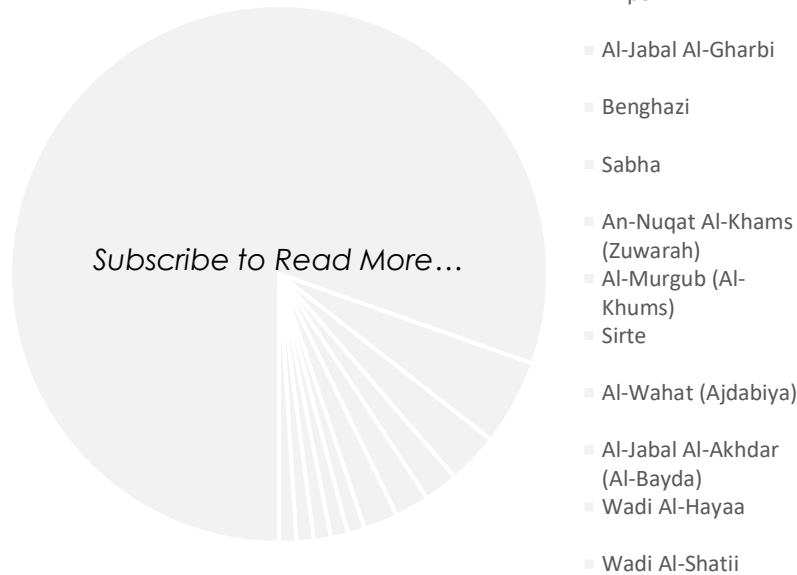 Subscribe to Read More…
Al-Jabal Al-Gharbi
Benghazi
Sabha
An-Nuqat Al-Khams
(Zuwarah)
Al-Murgub (Al-
Khums)
Sirte
Al-Wahat (Ajdabiya)
Al-Jabal Al-Akhdar
(Al-Bayda)
Wadi Al-Hayaa
Wadi Al-Shatii